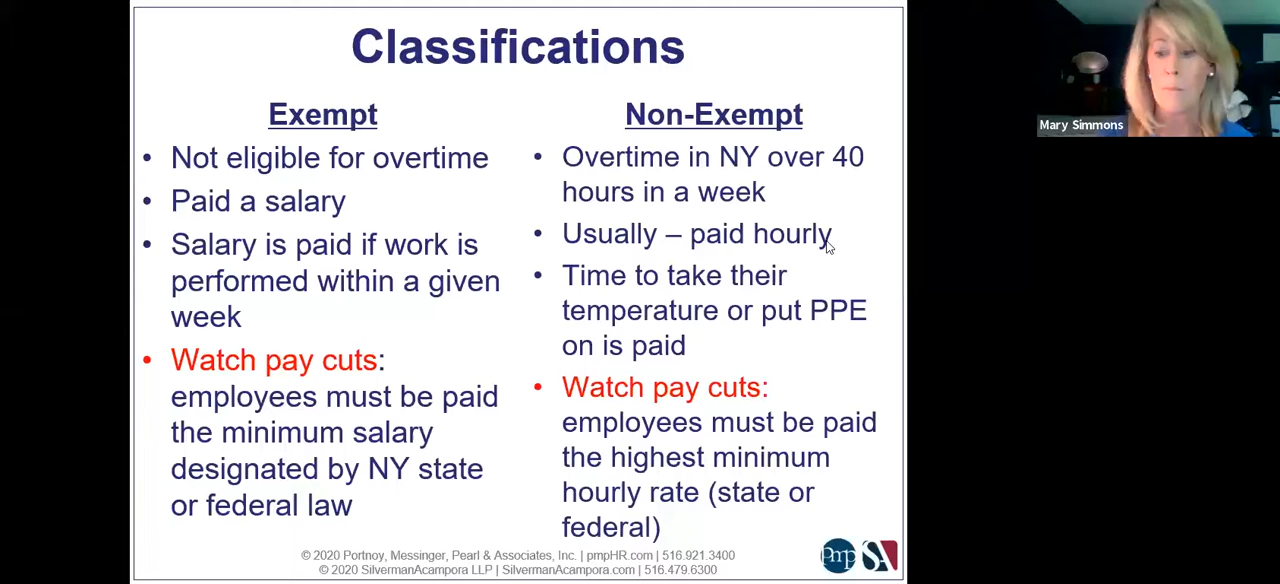 Classifications
Exempt
• Not eligible for overtime
• Paid a salary
• Salary is paid if work is
performed within a given
week
• Watch pay cuts:
employees must be paid
the minimum salary
designated by NY state
or federal law
Non-Exempt
• Overtime in NY over 40
hours in a week
• Usually – paid hourly
• Time to take their
temperature or put PPE
on is paid
• Watch pay cuts:
employees must be paid
the highest minimum
hourly rate (state or
federal)
© 2020 Portnoy, Messinger, Pearl & Associates, Inc. | pmpHR.com | 516.921.3400
© 2020 SilvermanAcampora LLP | SilvermanAcampora.com | 516.479.6300
pmp
SA
Mary Simmons